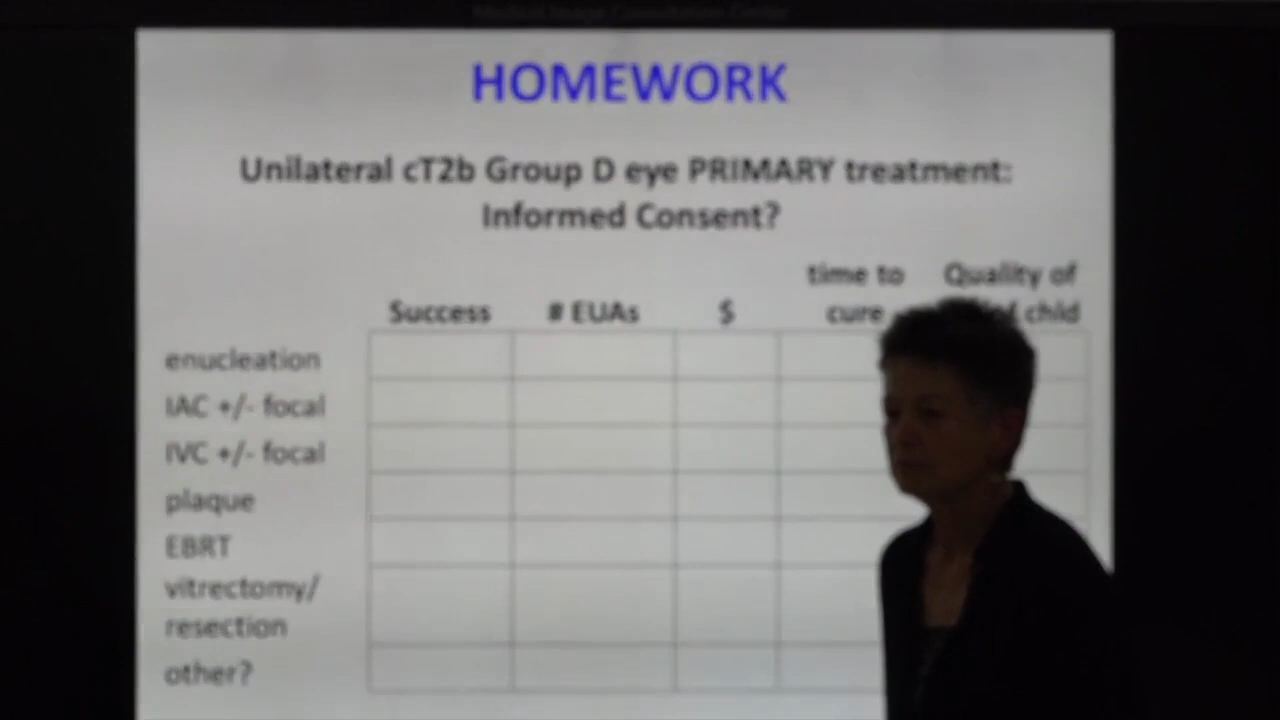 HOMEWORK
Unilateral cT2b Group D eye PRIMARY treatment:
Informed Consent?
time to Quality of
Success # EUAs $ cure child
enucleation
IAC +/- focal
IVC +/- focal
plaque
EBRT
vitrectomy/
resection
other?